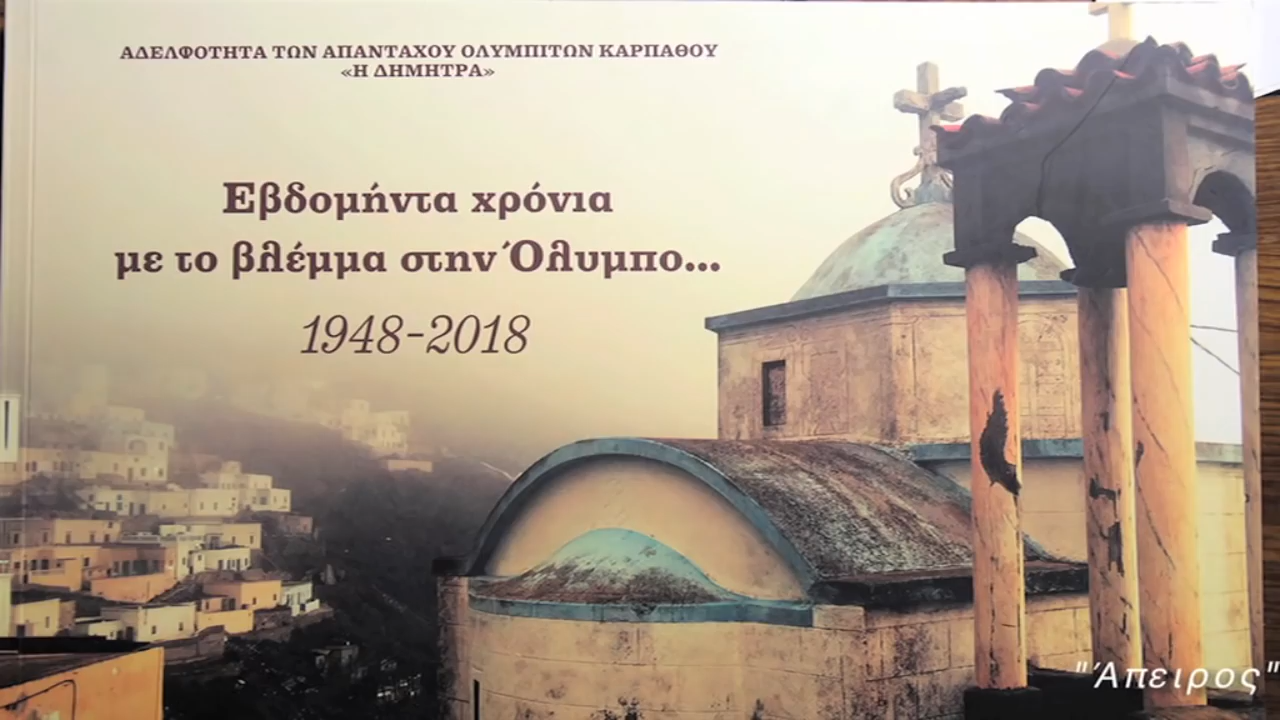 ΑΔΕΛΦΟΤΗΤΑ ΤΩΝ ΑΠΑΝΤΑΧΟΥ ΟΛΥΜΠΙΤΩΝ ΚΑΡΠΑΘΟΥ
«Η ΔΗΜΗΤΡΑ»
Εβδομήντα χρόνια
με το βλέμμα στην Όλυμπο...
1948-2018
"Άπειρος"